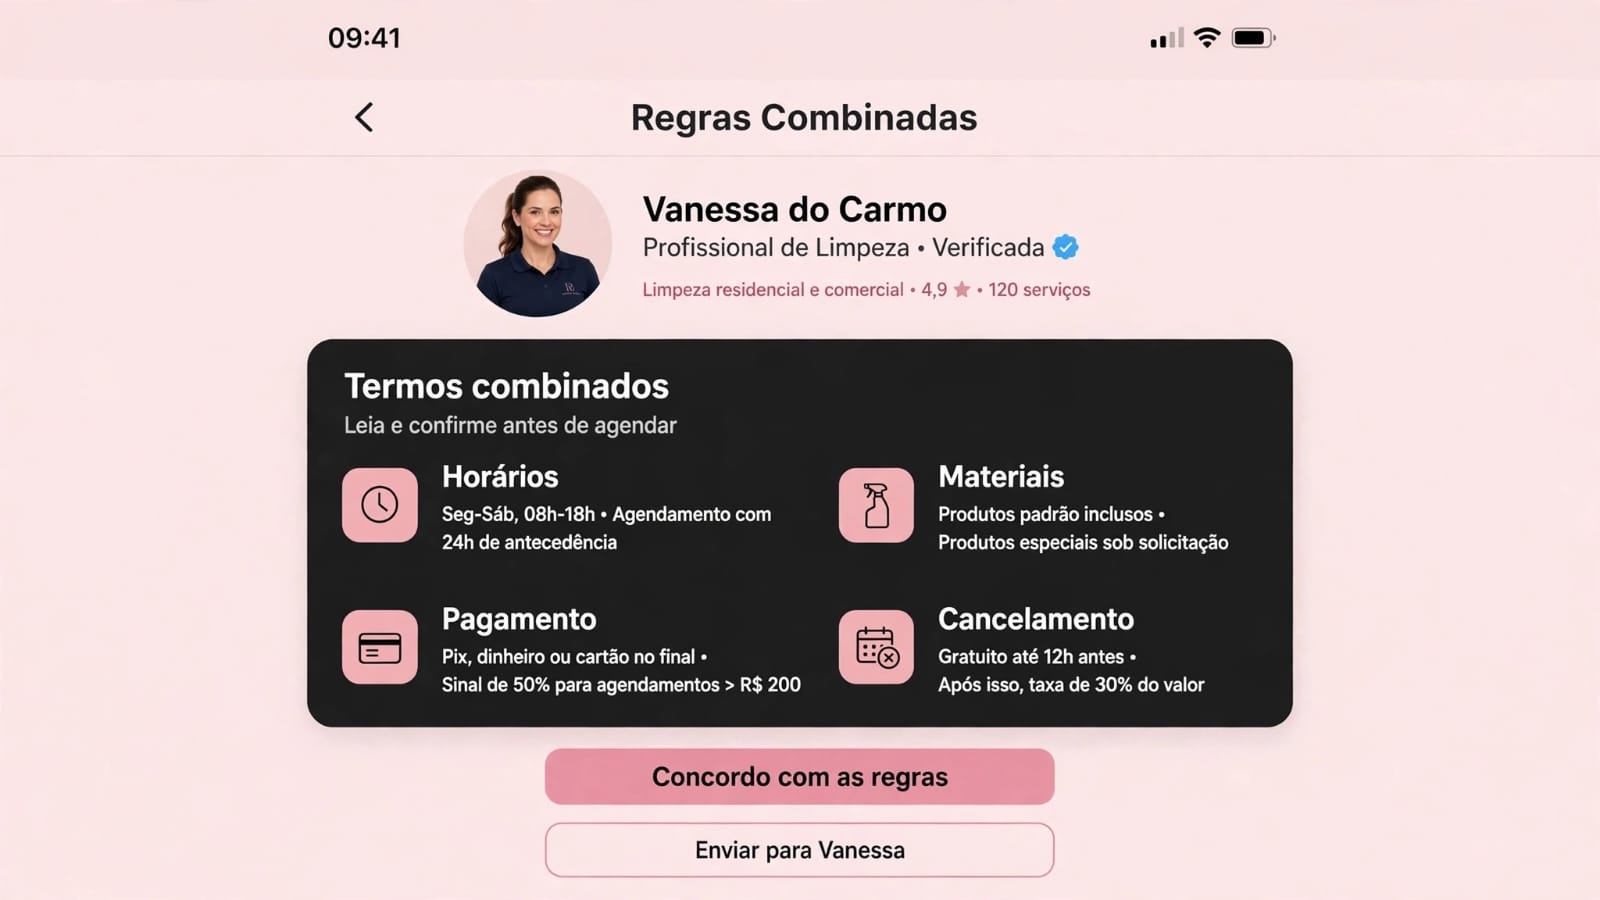 09:41
Regras Combinadas
Vanessa do Carmo
Profissional de Limpeza • Verificada
Limpeza residencial e comercial • 4,9 ★ • 120 serviços
Termos combinados
Leia e confirme antes de agendar
Horários
Seg-Sáb, 08h-18h • Agendamento com
24h de antecedência
Materiais
Produtos padrão inclusos •
Produtos especiais sob solicitação
Pagamento
Pix, dinheiro ou cartão no final •
Sinal de 50% para agendamentos > R$ 200
Cancelamento
Gratuito até 12h antes •
Após isso, taxa de 30% do valor
Concordo com as regras
Enviar para Vanessa